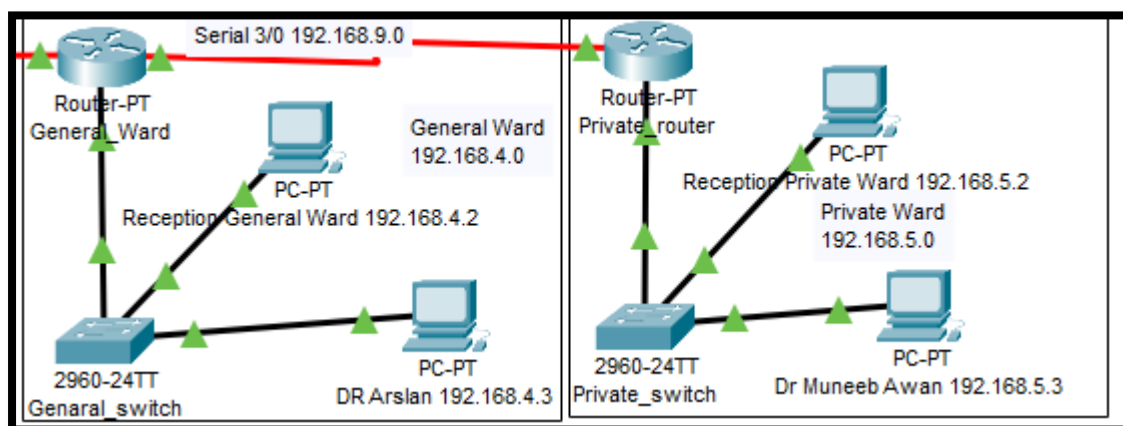 Serial 3/0 192.168.9.0
Router-PT
General_Ward
General Ward
192.168.4.0
PC-PT
Reception General Ward 192.168.4.2
2960-24TT
Genaral_switch
PC-PT
DR Arslan 192.168.4.3
Router-PT
Private_router
PC-PT
Reception Private Ward 192.168.5.2
Private Ward
192.168.5.0
2960-24TT
Private_switch
PC-PT
Dr Muneeb Awan 192.168.5.3